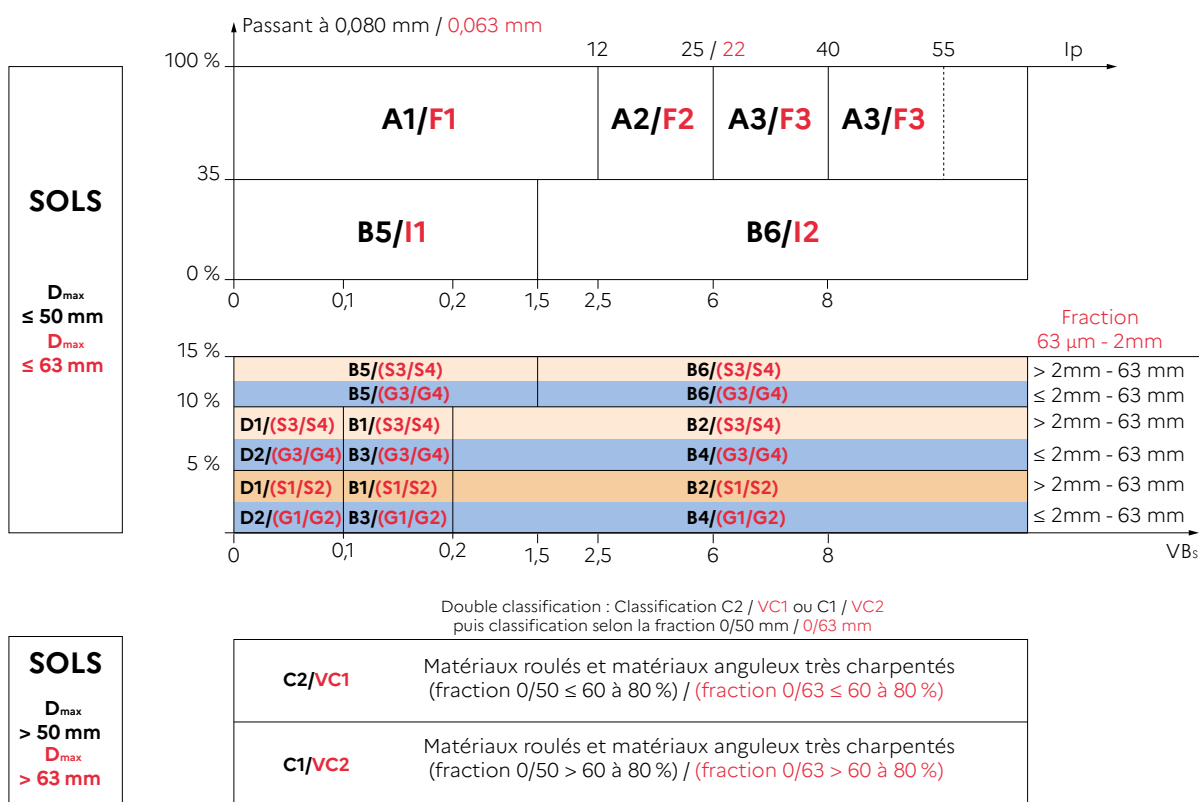 Passant à 0,080 mm / 0,063 mm
12 25 / 22 40 55 Ip
100 %
A1/F1 A2/F2 A3/F3 A3/F3
35
B5/I1 B6/I2
0 %
0 0,1 0,2 1,5 2,5 6 8
SOLS
Dmax
≤ 50 mm
Dmax
≤ 63 mm
Fraction
63 µm - 2mm
15 %
B5/(S3/S4) B6/(S3/S4) > 2mm - 63 mm
B5/(G3/G4) B6/(G3/G4) ≤ 2mm - 63 mm
10 %
D1/(S3/S4) B1/(S3/S4) B2/(S3/S4) > 2mm - 63 mm
D2/(G3/G4) B3/(G3/G4) B4/(G3/G4) ≤ 2mm - 63 mm
5 %
D1/(S1/S2) B1/(S1/S2) B2/(S1/S2) > 2mm - 63 mm
D2/(G1/G2) B3/(G1/G2) B4/(G1/G2) ≤ 2mm - 63 mm
0 0,1 0,2 1,5 2,5 6 8 VBs
Double classification : Classification C2 / VC1 ou C1 / VC2
puis classification selon la fraction 0/50 mm / 0/63 mm
SOLS
Dmax
> 50 mm
Dmax
> 63 mm
C2/VC1
Matériaux roulés et matériaux anguleux très charpentés
(fraction 0/50 ≤ 60 à 80 %) / (fraction 0/63 ≤ 60 à 80 %)
C1/VC2
Matériaux roulés et matériaux anguleux très charpentés
(fraction 0/50 > 60 à 80 %) / (fraction 0/63 > 60 à 80 %)